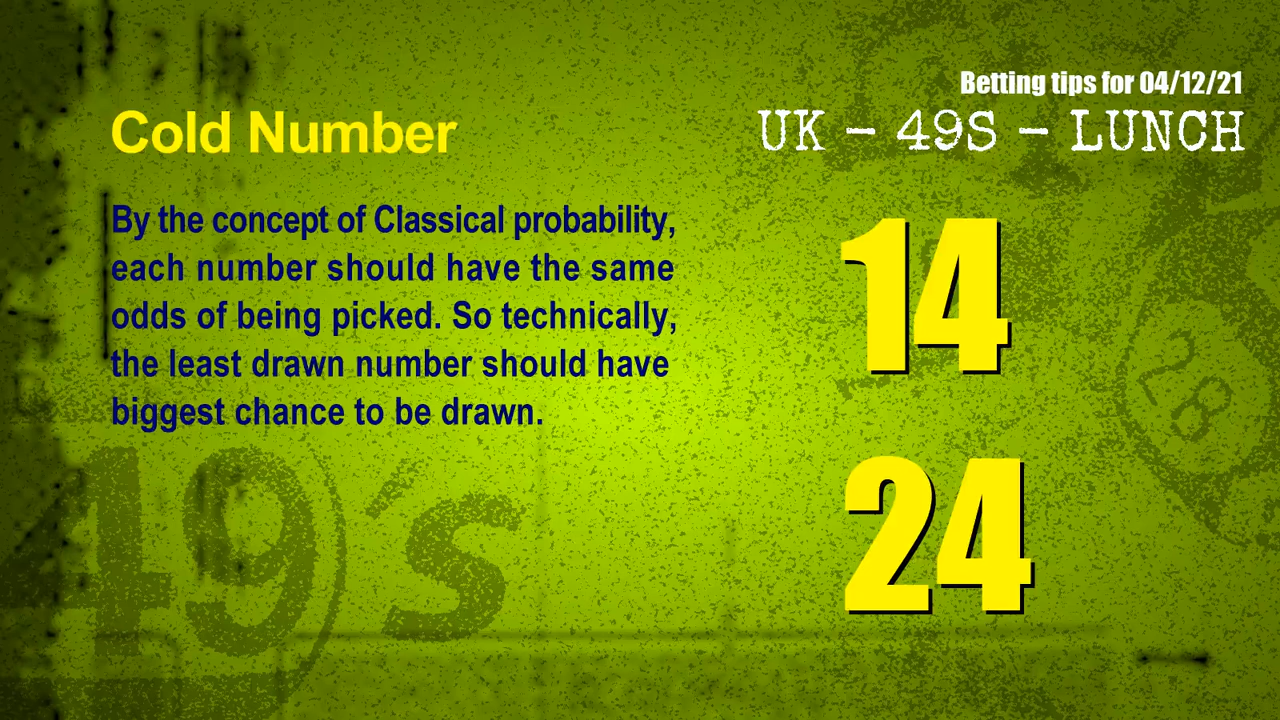 Betting tips for 04/12/21
UK - 49S - LUNCH
Cold Number
By the concept of Classical probability,
each number should have the same
odds of being picked. So technically,
the least drawn number should have
biggest chance to be drawn.
14
24
28
49's